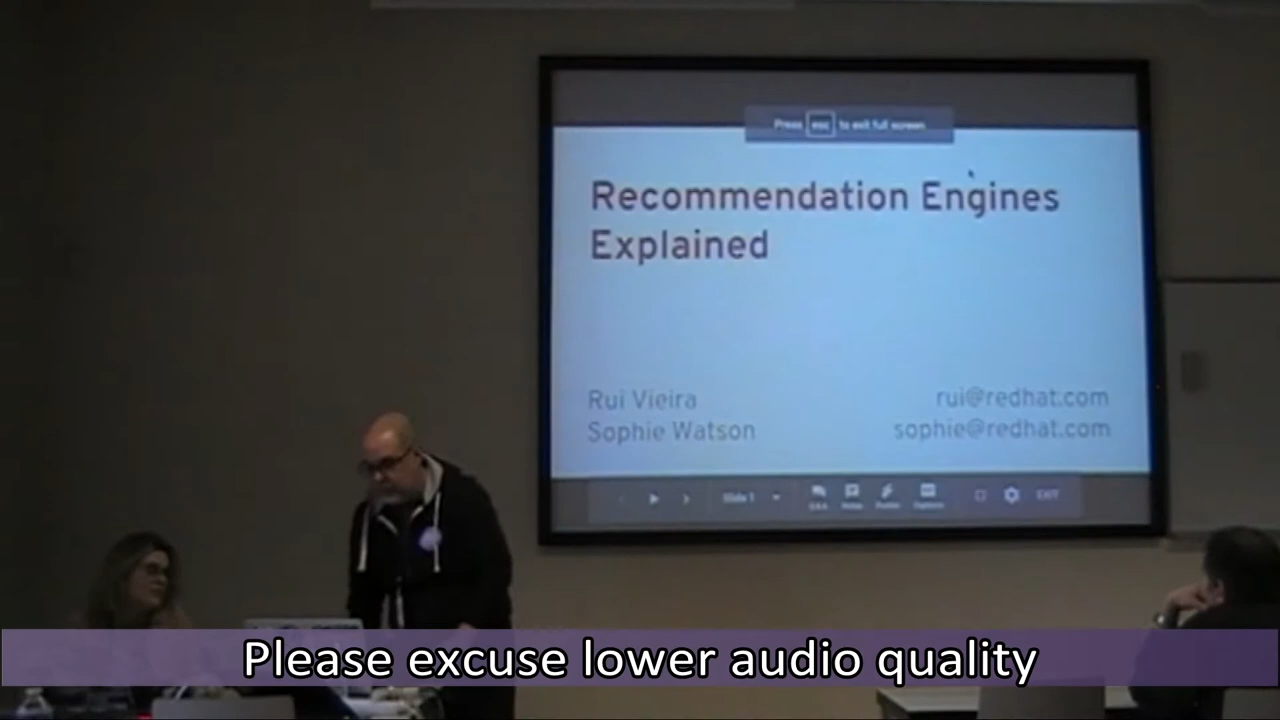 Press esc to exit full screen
Recommendation Engines
Explained
Rui Vieira
rui@redhat.com
Sophie Watson
sophie@redhat.com
Slide 1
EXIT
Please excuse lower audio quality